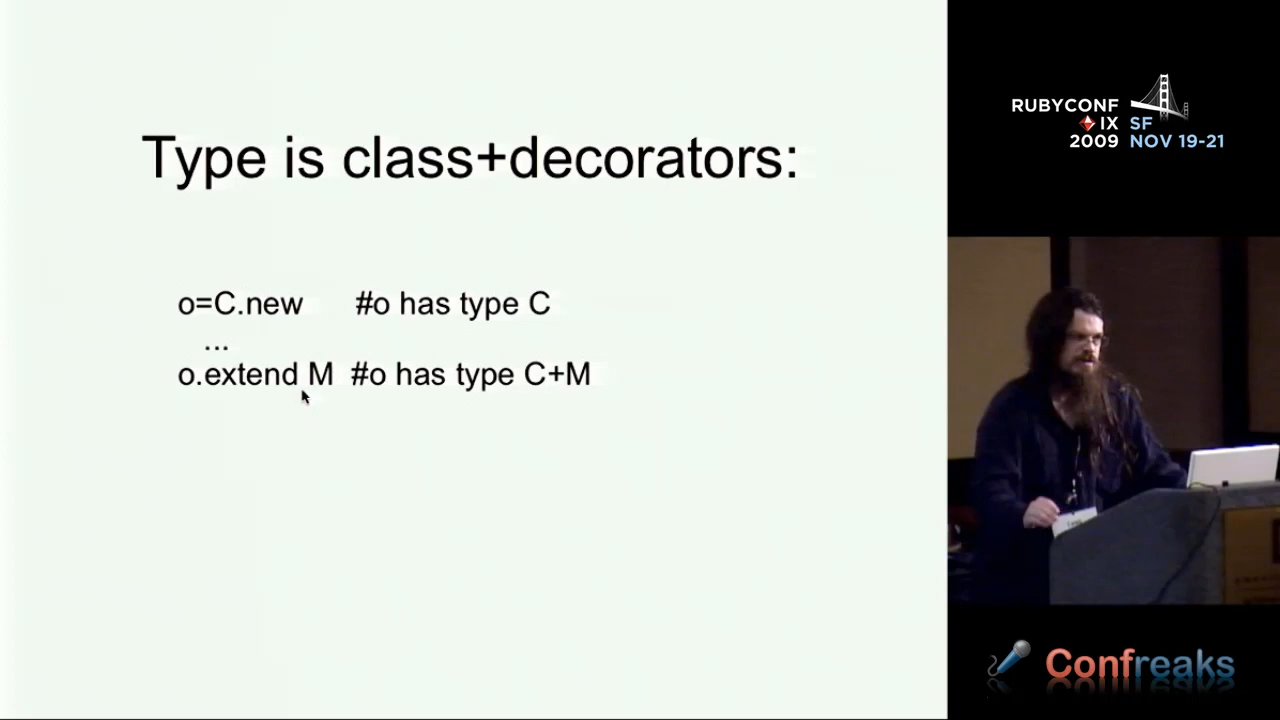 Type is class+decorators:
o=C.new #o has type C
...
o.extend M #o has type C+M
RUBYCONF
IX SF
2009 NOV 19-21
Confreaks